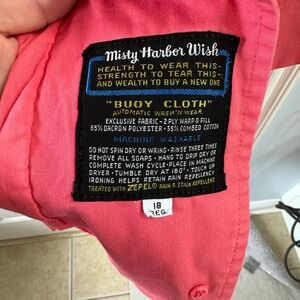 Misty Harbor Wish
HEALTH TO WEAR THIS-
STRENGTH TO TEAR THIS-
AND WEALTH TO BUY A NEW ONE
"BUOY CLOTH"
AUTOMATIC WASH'N WEAR
EXCLUSIVE FABRIC - 2 PLY WARP & FILL
65% DACRON POLYESTER - 35% COMBED COTTON
MACHINE WASHABLE
DO NOT SPIN DRY OR WRING - RINSE THREE TIMES
REMOVE ALL SOAPS - HANG TO DRIP DRY OR
COMPLETE WASH CYCLE - PLACE IN MACHINE
DRYER - TUMBLE DRY AT 160° - TOUCH UP
IRONING HELPS RETAIN RAIN REPELLENCY
TREATED WITH ZEPEL® RAIN & STAIN REPELLENT.
18
REG.